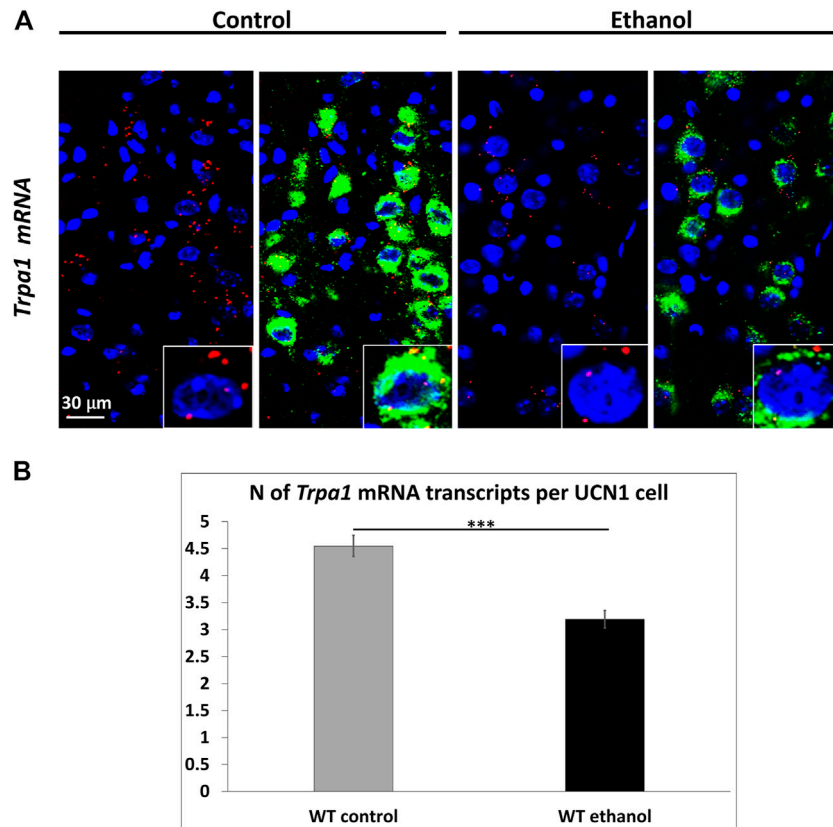 A
Control
Ethanol
Trpa1 mRNA
30 µm
B
N of Trpa1 mRNA transcripts per UCN1 cell
***
5
4.5
4
3.5
3
2.5
2
1.5
1
0.5
0
WT control
WT ethanol